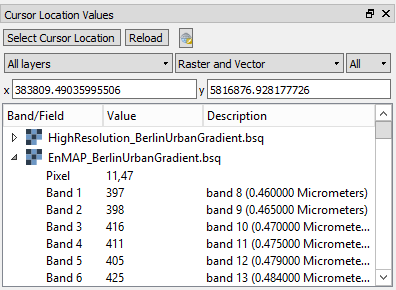 Cursor Location Values
Select Cursor Location Reload
All layers Raster and Vector All
x 383809.49035995506 y 5816876.928177726
Band/Field Value Description
HighResolution_BerlinUrbanGradient.bsq
EnMAP_BerlinUrbanGradient.bsq
Pixel 11,47
Band 1 397 band 8 (0.460000 Micrometers)
Band 2 398 band 9 (0.465000 Micrometers)
Band 3 416 band 10 (0.470000 Micromete...
Band 4 411 band 11 (0.475000 Micromete...
Band 5 405 band 12 (0.479000 Micromete...
Band 6 425 band 13 (0.484000 Micromete...